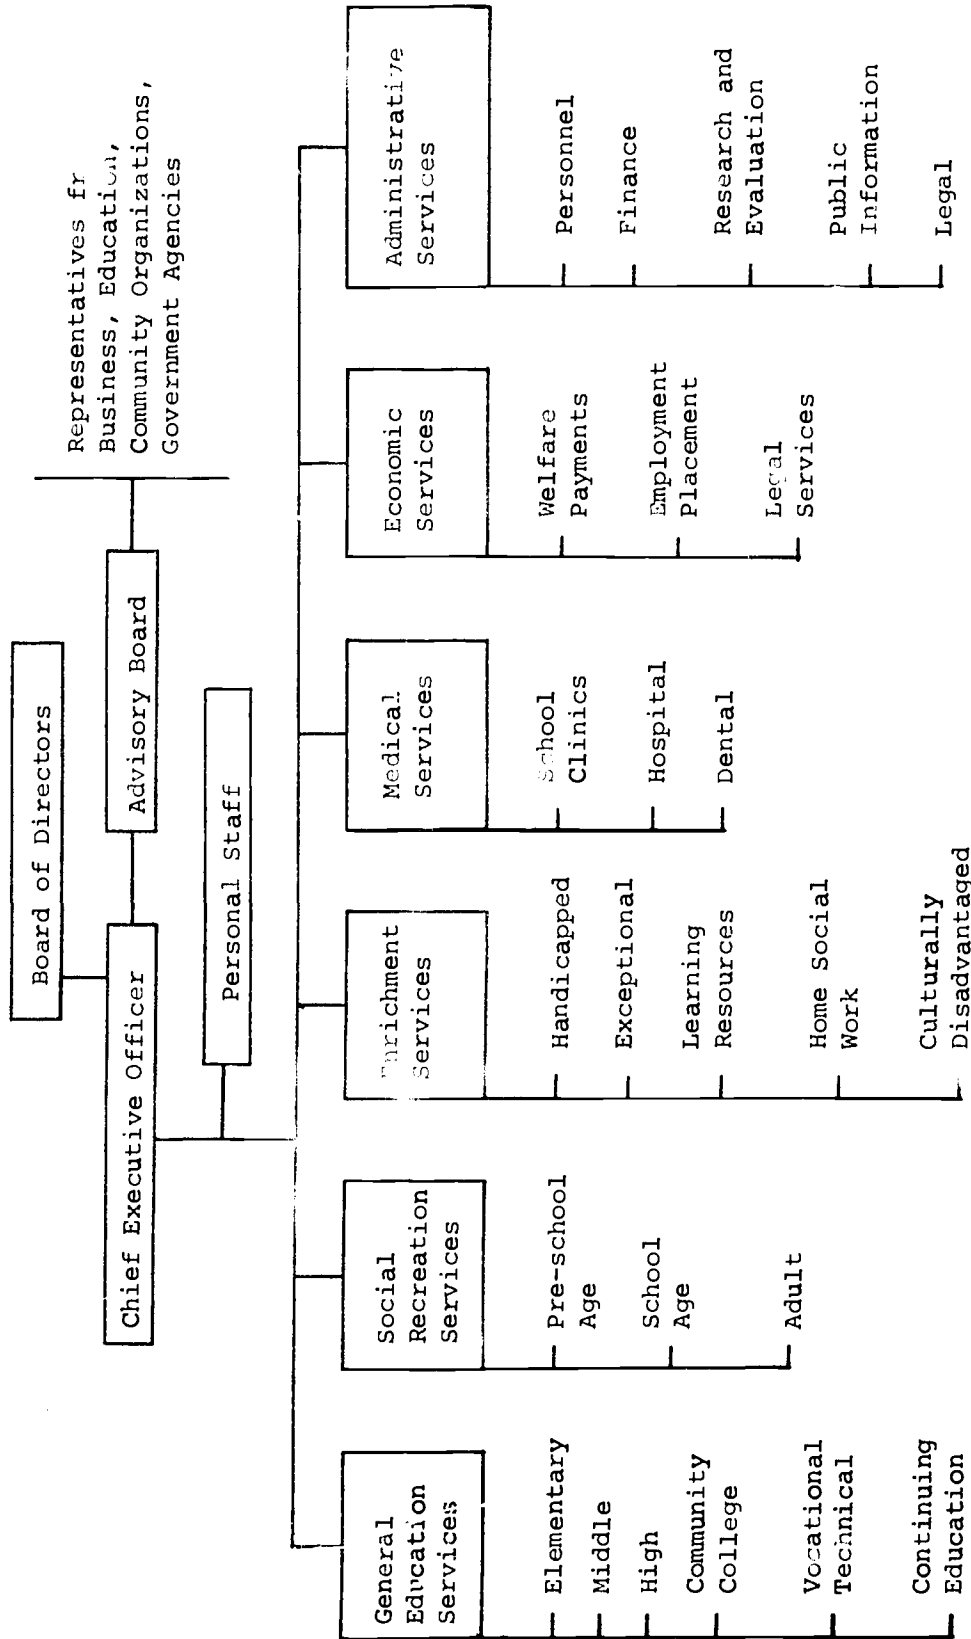 Board of Directors
Chief Executive Officer
Advisory Board
Representatives fr
Business, Education,
Community Organizations,
Government Agencies
Personal Staff
General
Education
Services
Elementary
Middle
High
Community
College
Vocational
Technical
Continuing
Education
Social
Recreation
Services
Pre-school
Age
School
Age
Adult
Enrichment
Services
Handicapped
Exceptional
Learning
Resources
Home Social
Work
Culturally
Disadvantaged
Medical
Services
School
Clinics
Hospital
Dental
Economic
Services
Welfare
Payments
Employment
Placement
Legal
Services
Administrative
Services
Personnel
Finance
Research and
Evaluation
Public
Information
Legal